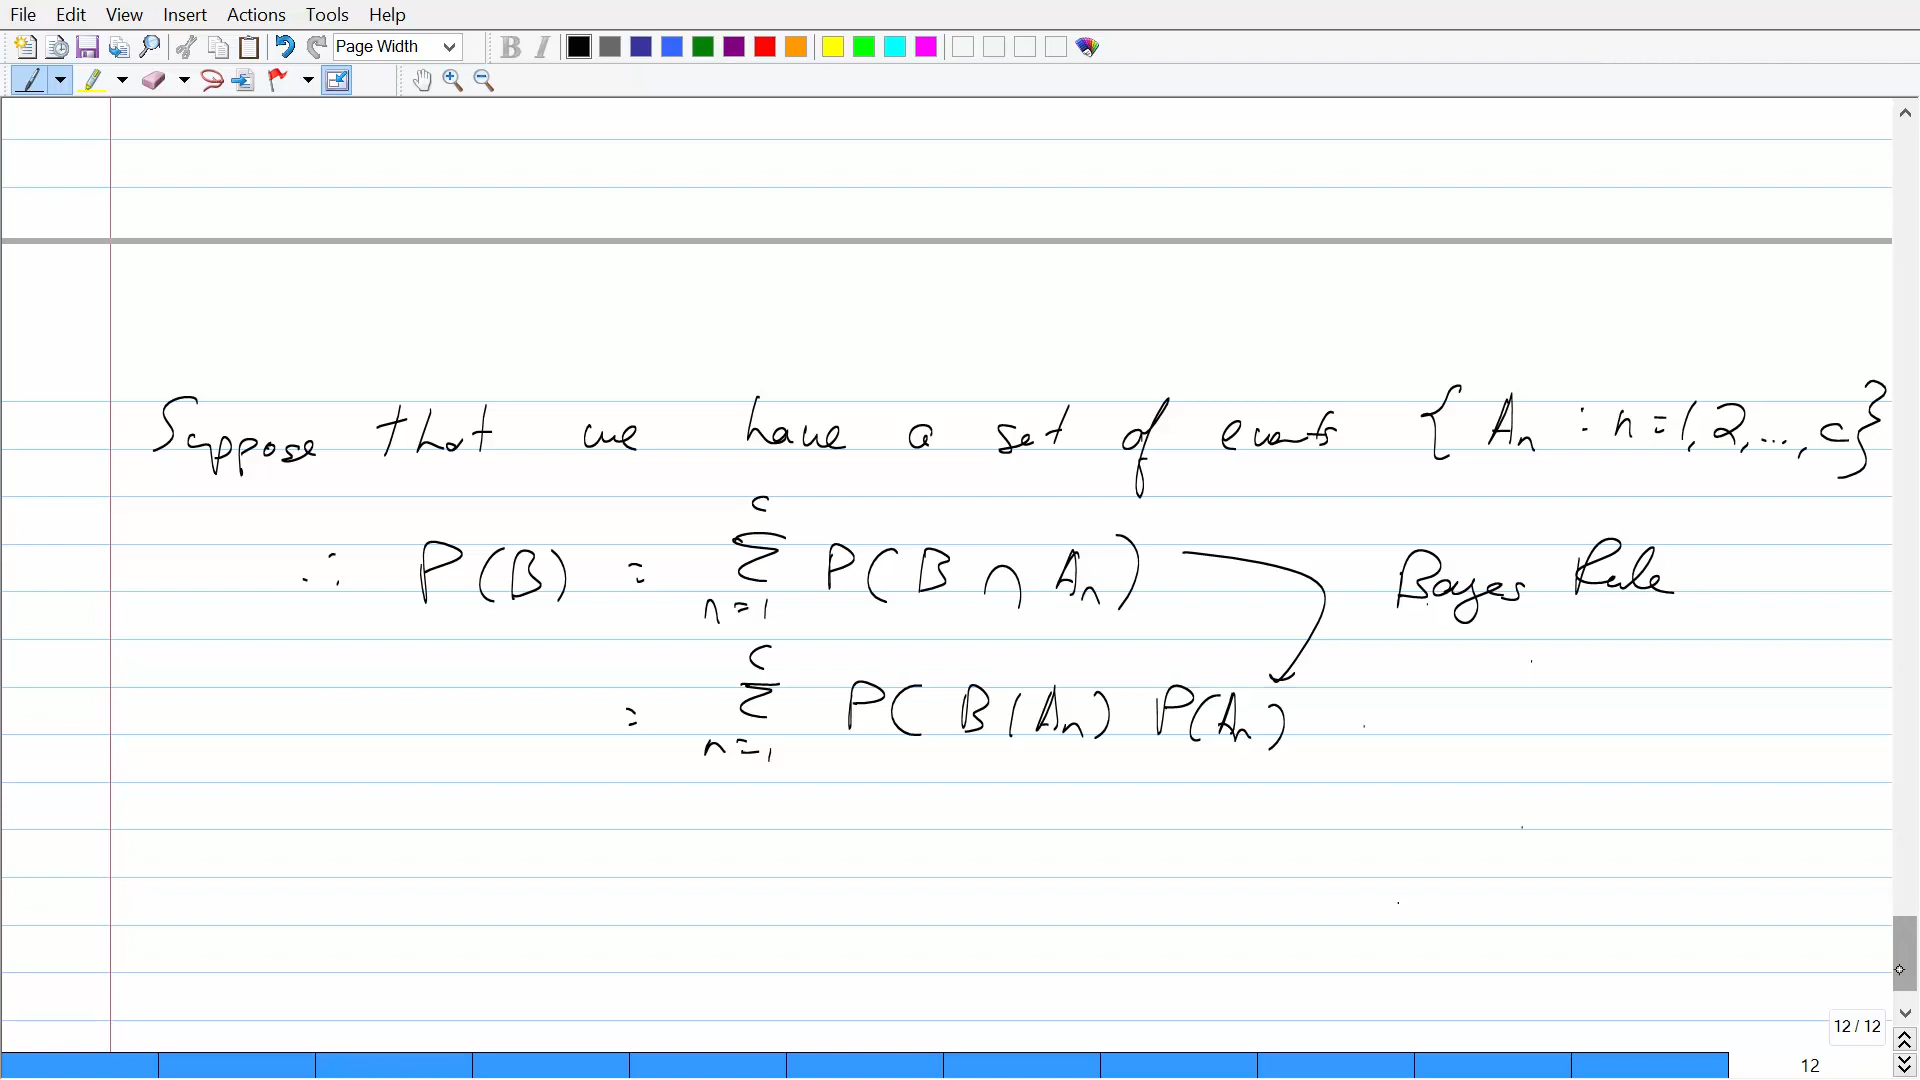 File Edit View Insert Actions Tools Help
Page Width
B I
Suppose that we have a set of events { An : n = 1, 2, ..., c }
∴ P(B) = Σ_{n=1}^{c} P(B ∩ An) Bayes Rule
= Σ_{n=1}^{c} P(B|An) P(An)
12 / 12
12